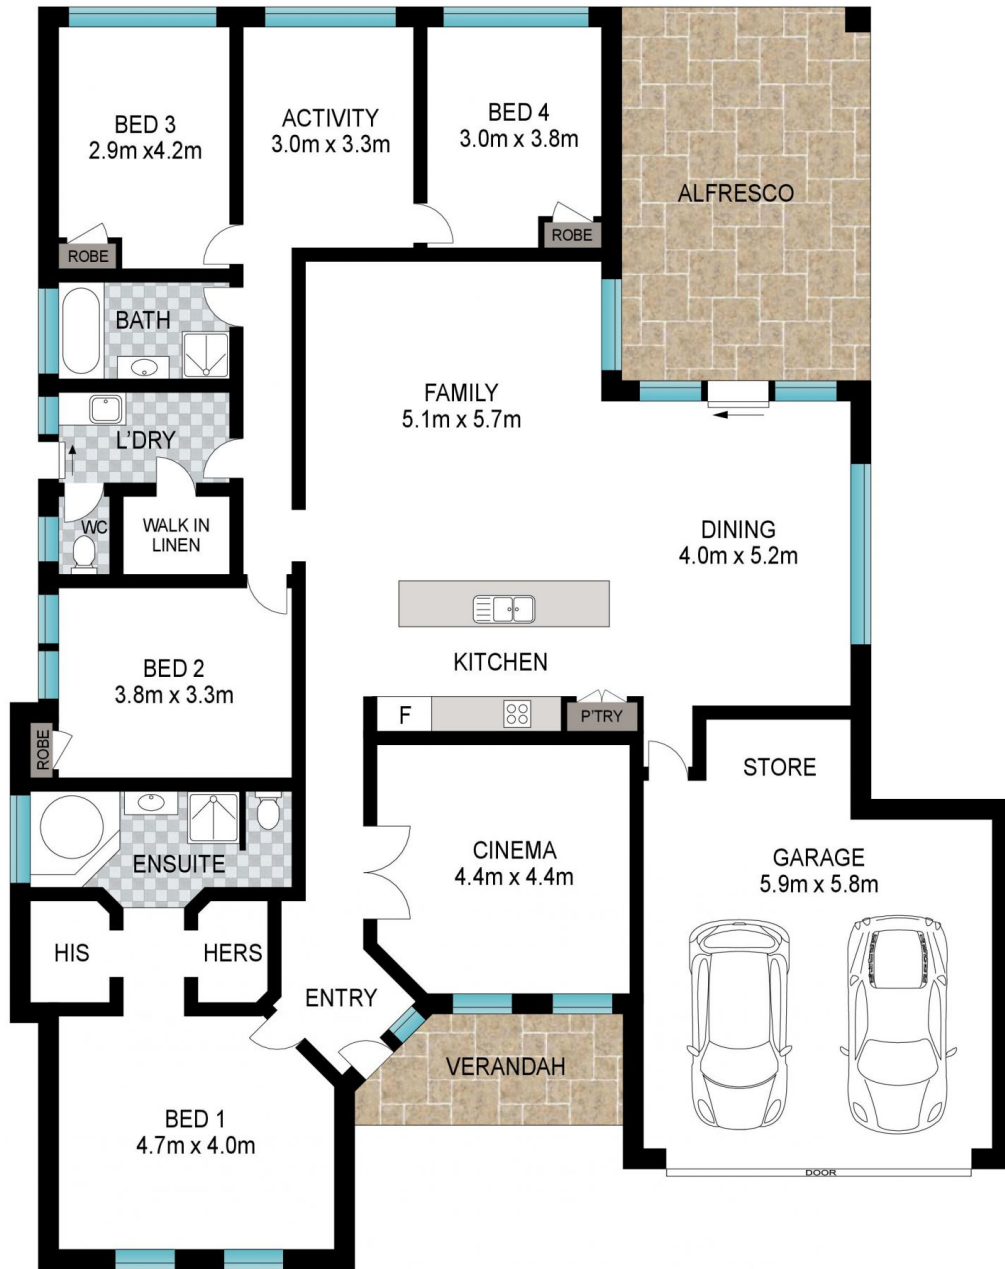 BED 3
2.9m x4.2m
ACTIVITY
3.0m x 3.3m
BED 4
3.0m x 3.8m
ALFRESCO
ROBE
ROBE
BATH
FAMILY
5.1m x 5.7m
L'DRY
WC
WALK IN
LINEN
DINING
4.0m x 5.2m
BED 2
3.8m x 3.3m
KITCHEN
F
P'TRY
ROBE
STORE
ENSUITE
CINEMA
4.4m x 4.4m
GARAGE
5.9m x 5.8m
HIS
HERS
ENTRY
VERANDAH
BED 1
4.7m x 4.0m
DOOR